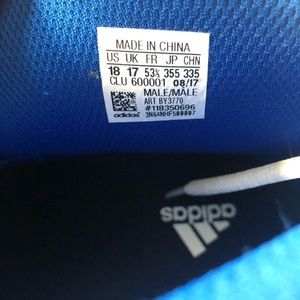 MADE IN CHINA
US UK FR JP CHN
18 17 53⅓ 355 335
CLU 600001 08/17
MALE/MALE
ART BY3770
#118350696
adidas 3N64NHF500007
adidas